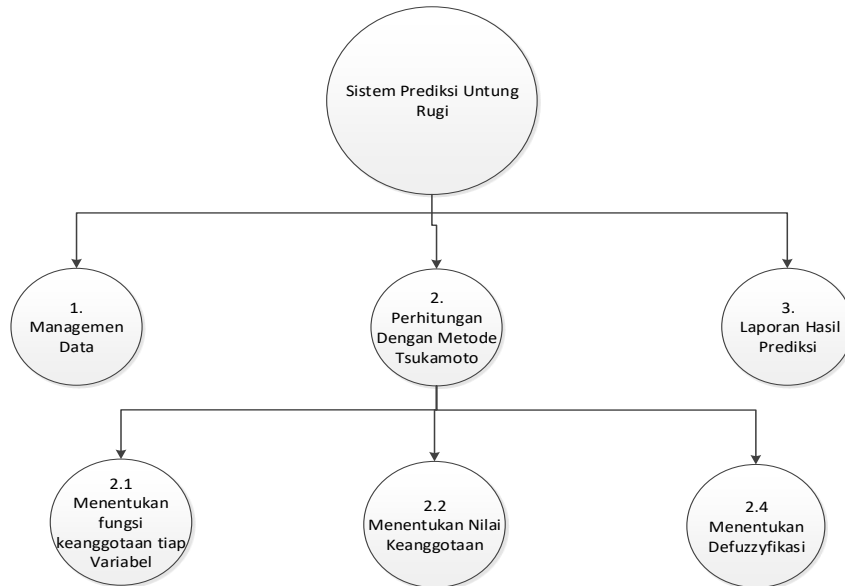 Sistem Prediksi Untung
Rugi
1.
Managemen
Data
2.
Perhitungan
Dengan Metode
Tsukamoto
3.
Laporan Hasil
Prediksi
2.1
Menentukan
fungsi
keanggotaan tiap
Variabel
2.2
Menentukan Nilai
Keanggotaan
2.4
Menentukan
Defuzzyfikasi